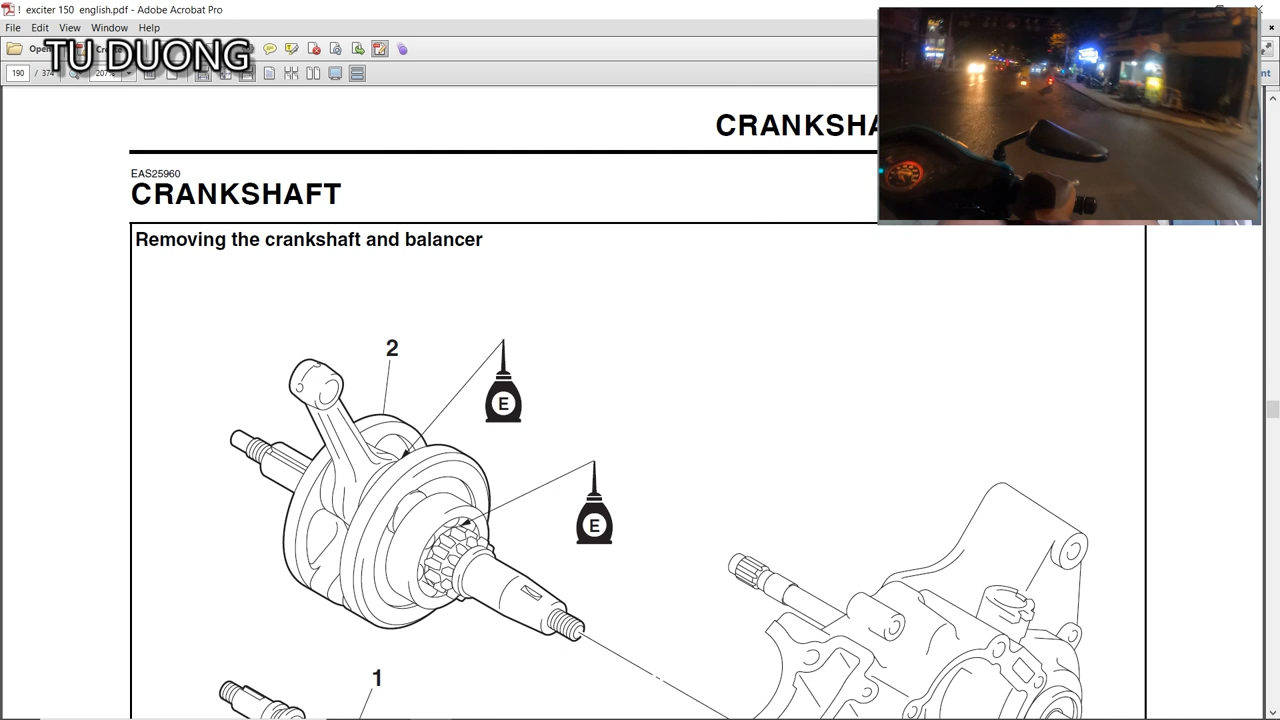 ! exciter 150 english.pdf - Adobe Acrobat Pro
File Edit View Window Help
TU DUONG
190 / 374
CRANKSHA
EAS25960
CRANKSHAFT
Removing the crankshaft and balancer
2
E
E
1